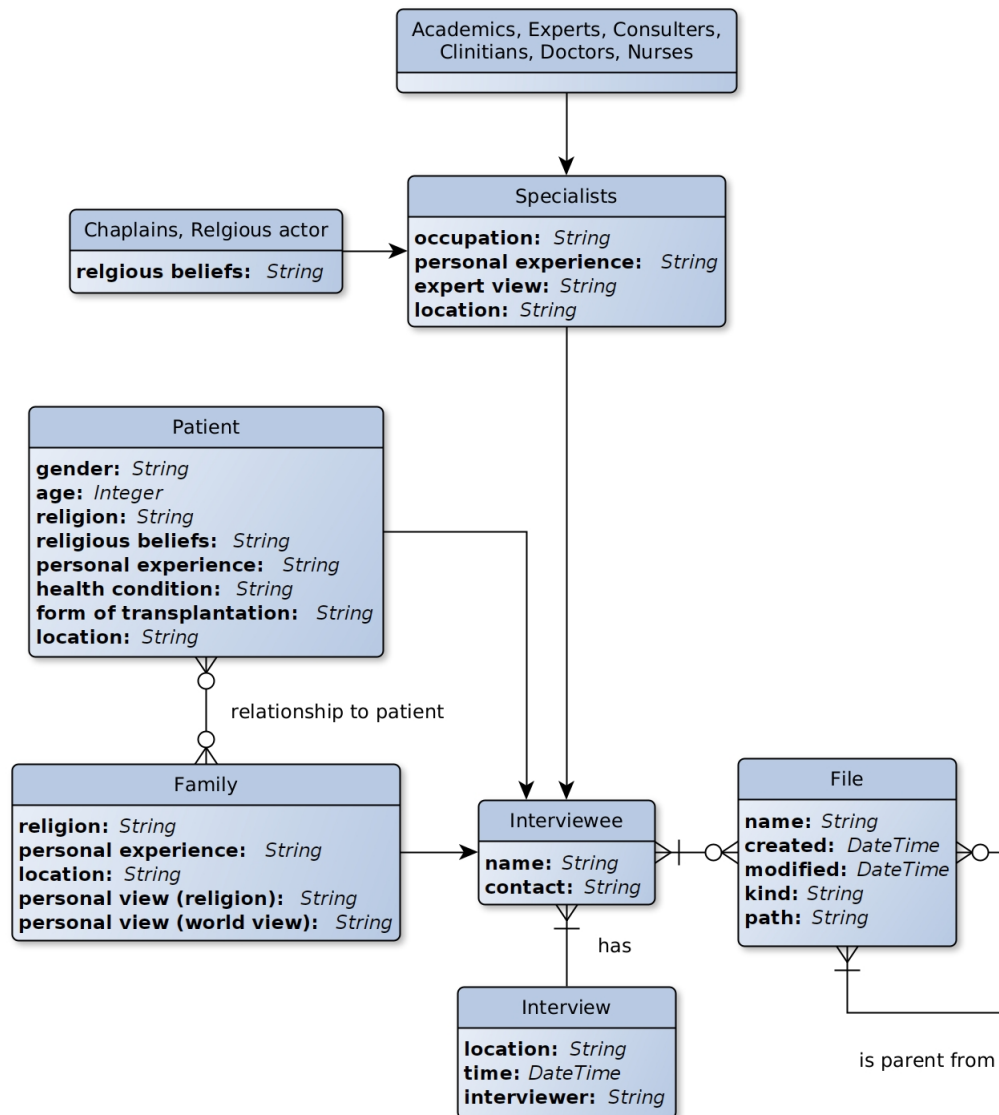 Academics, Experts, Consulters,
Clinitians, Doctors, Nurses
Specialists
occupation: String
personal experience: String
expert view: String
location: String
Chaplains, Relgious actor
relgious beliefs: String
Patient
gender: String
age: Integer
religion: String
religious beliefs: String
personal experience: String
health condition: String
form of transplantation: String
location: String
relationship to patient
Family
religion: String
personal experience: String
location: String
personal view (religion): String
personal view (world view): String
Interviewee
name: String
contact: String
File
name: String
created: DateTime
modified: DateTime
kind: String
path: String
has
Interview
location: String
time: DateTime
interviewer: String
is parent from